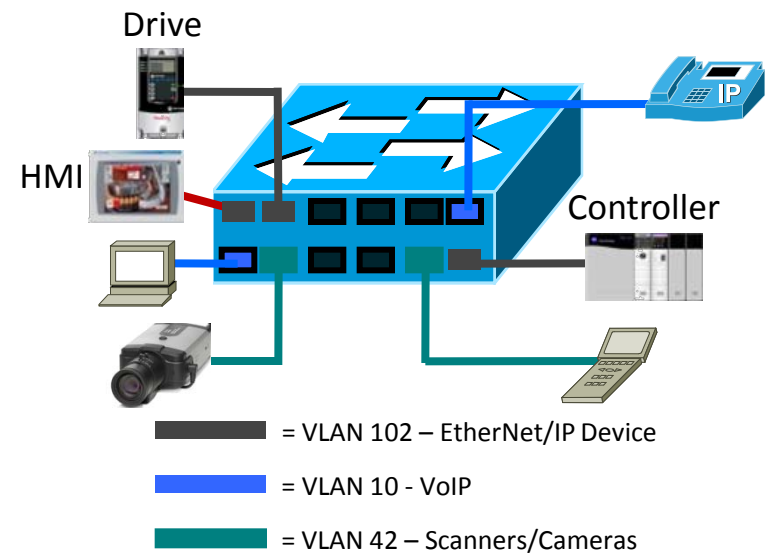 Drive
IP
HMI
Controller
= VLAN 102 – EtherNet/IP Device
= VLAN 10 - VoIP
= VLAN 42 – Scanners/Cameras